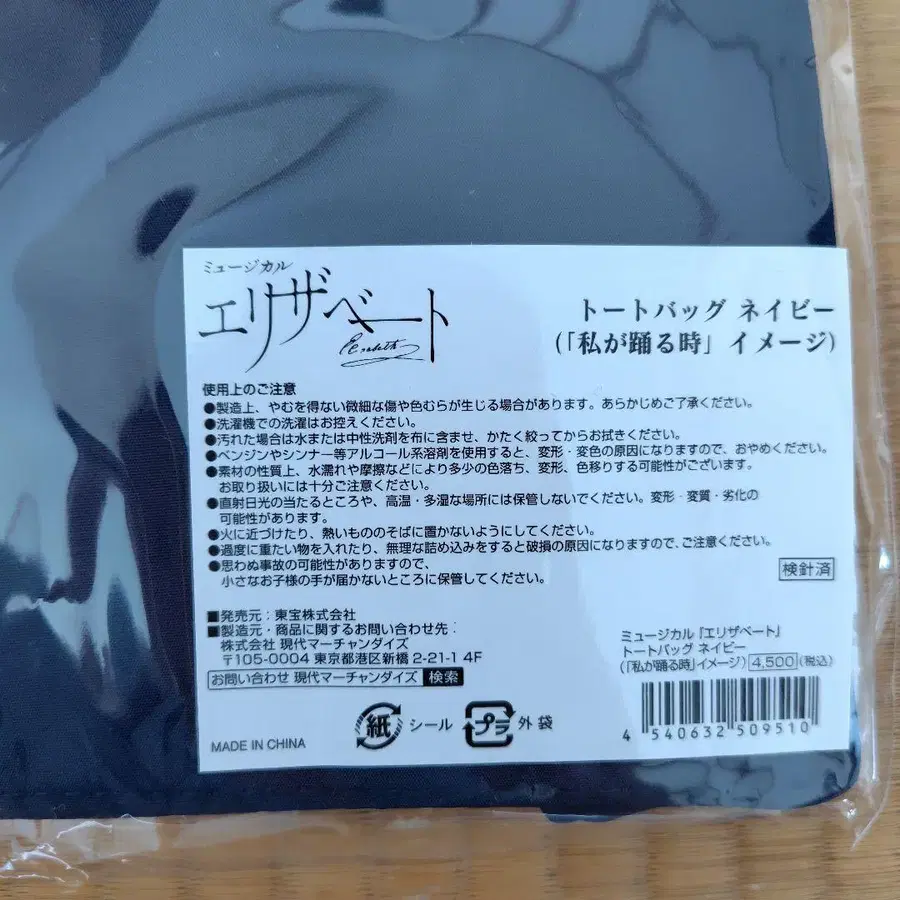 ミュージカル
エリザベート
Elisabeth
トートバッグ ネイビー
(「私が踊る時」イメージ)
使用上のご注意
●製造上、やむを得ない微細な傷や色むらが生じる場合があります。あらかじめご了承ください。
●洗濯機での洗濯はお控えください。
●汚れた場合は水または中性洗剤を布に含ませ、かたく絞ってからお拭きください。
●ベンジンやシンナー等アルコール系溶剤を使用すると、変形・変色の原因になりますので、おやめください。
●素材の性質上、水濡れや摩擦などにより多少の色落ち、変形、色移りする可能性がございます。
お取り扱いには十分ご注意ください。
●直射日光の当たるところや、高温・多湿な場所には保管しないでください。変形・変質・劣化の
可能性があります。
●火に近づけたり、熱いもののそばに置かないようにしてください。
●過度に重たい物を入れたり、無理な詰め込みをすると破損の原因になりますので、ご注意ください。
●思わぬ事故の可能性がありますので、
小さなお子様の手が届かないところに保管してください。
検針済
■発売元：東宝株式会社
■製造元・商品に関するお問い合わせ先：
株式会社 現代マーチャンダイズ
〒105-0004 東京都港区新橋 2-21-1 4F
お問い合わせ 現代マーチャンダイズ 検索
ミュージカル『エリザベート』
トートバッグ ネイビー
(「私が踊る時」イメージ) 4,500 (税込)
紙 シール プラ 外袋
MADE IN CHINA
4 540632 509510